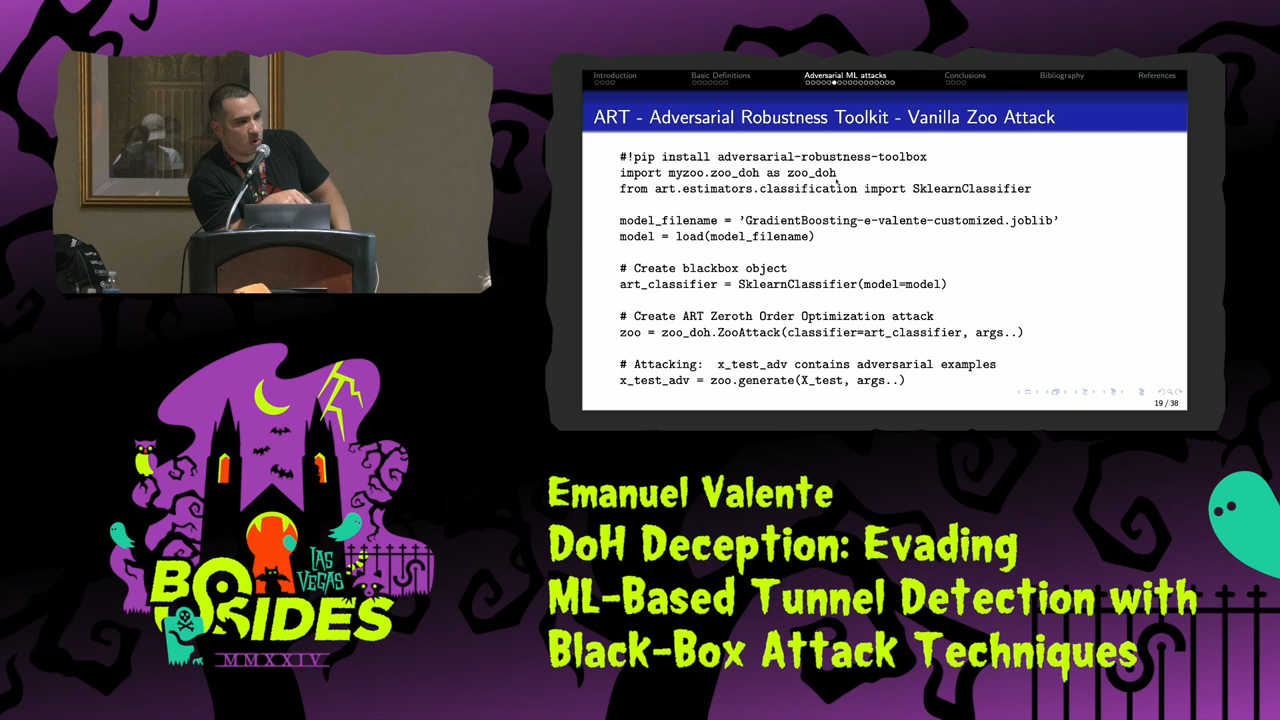 Introduction
Basic Definitions
Adversarial ML attacks
Conclusions
Bibliography
References
ART - Adversarial Robustness Toolkit - Vanilla Zoo Attack
#!pip install adversarial-robustness-toolbox
import myzoo.zoo_doh as zoo_doh
from art.estimators.classification import SklearnClassifier
model_filename = ’GradientBoosting-e-valente-customized.joblib’
model = load(model_filename)
# Create blackbox object
art_classifier = SklearnClassifier(model=model)
# Create ART Zeroth Order Optimization attack
zoo = zoo_doh.ZooAttack(classifier=art_classifier, args..)
# Attacking: x_test_adv contains adversarial examples
x_test_adv = zoo.generate(X_test, args..)
19 / 38
LAS
VEGAS
BSIDES
MMXXIV
Emanuel Valente
DoH Deception: Evading
ML-Based Tunnel Detection with
Black-Box Attack Techniques